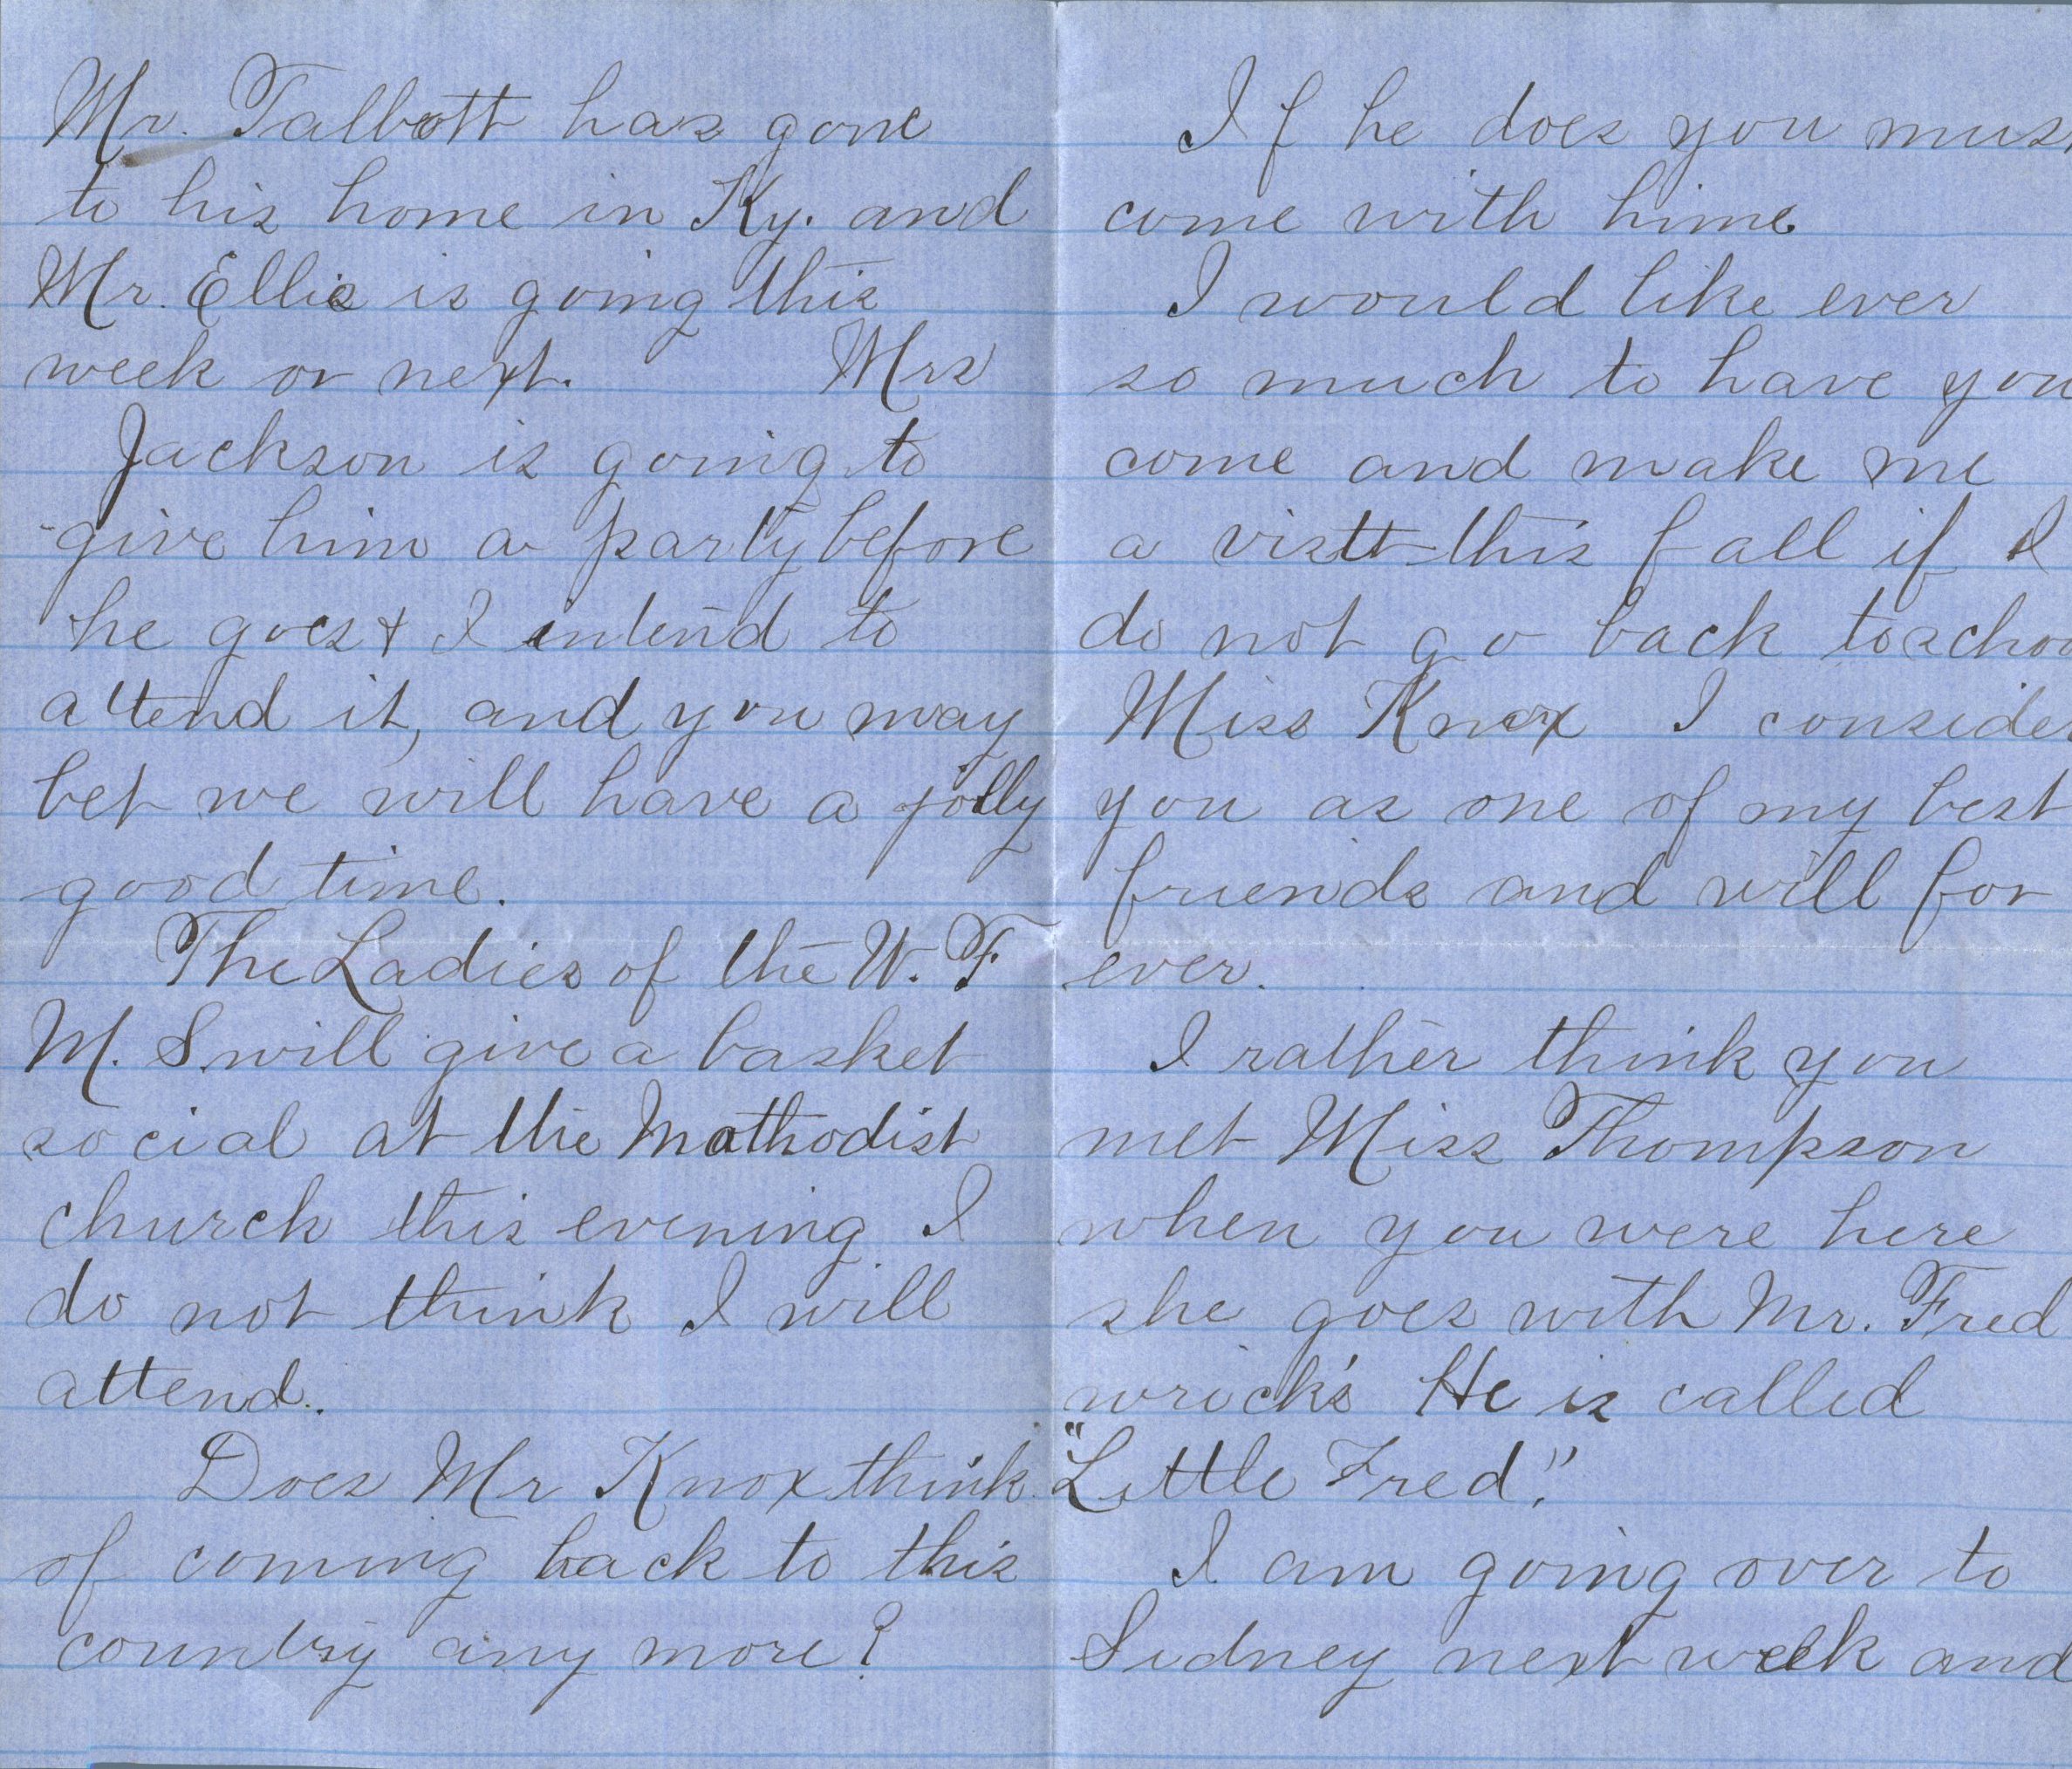 Mr. Talbott has gone
to his home in Ky. and
Mr. Ellis is going this
week or next. Mrs
Jackson is going to
give him a party before
he goes & I intend to
attend it, and you may
bet we will have a jolly
good time.
The Ladies of the W. F.
M. S. will give a basket
social at the Mathodist
church this evening I
do not think I will
attend.
Does Mr Knox think
of coming back to this
country any more?
If he does you mus
come with hime.
I would like ever
so much to have you
come and make me
a vistt this fall if I
do not go back to schoo
Miss Knox I consider
you as one of my best
friends and will for
ever.
I rather think you
met Miss Thompson
when you were here
she goes with Mr. Fred
wrick's He is called
"Little Fred."
I am going over to
Sidney next week and